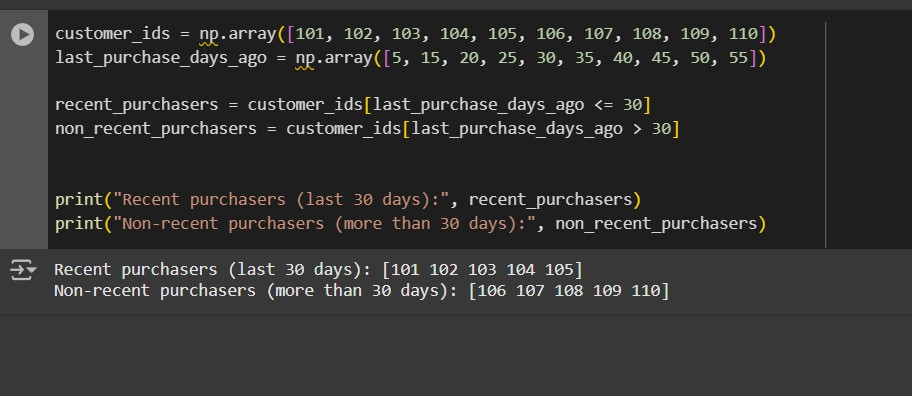 customer_ids = np.array([101, 102, 103, 104, 105, 106, 107, 108, 109, 110])
last_purchase_days_ago = np.array([5, 15, 20, 25, 30, 35, 40, 45, 50, 55])
recent_purchasers = customer_ids[last_purchase_days_ago <= 30]
non_recent_purchasers = customer_ids[last_purchase_days_ago > 30]
print("Recent purchasers (last 30 days):", recent_purchasers)
print("Non-recent purchasers (more than 30 days):", non_recent_purchasers)
Recent purchasers (last 30 days): [101 102 103 104 105]
Non-recent purchasers (more than 30 days): [106 107 108 109 110]